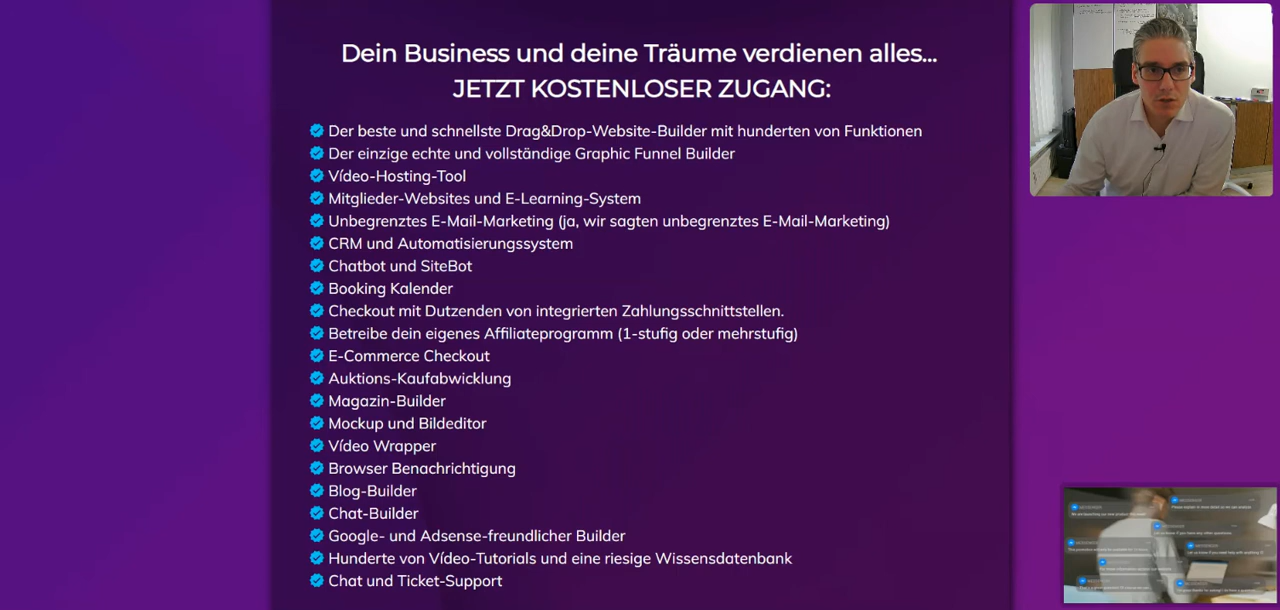 Dein Business und deine Träume verdienen alles...
JETZT KOSTENLOSER ZUGANG:
Der beste und schnellste Drag&Drop-Website-Builder mit hunderten von Funktionen
Der einzige echte und vollständige Graphic Funnel Builder
Vídeo-Hosting-Tool
Mitglieder-Websites und E-Learning-System
Unbegrenztes E-Mail-Marketing (ja, wir sagten unbegrenztes E-Mail-Marketing)
CRM und Automatisierungssystem
Chatbot und SiteBot
Booking Kalender
Checkout mit Dutzenden von integrierten Zahlungsschnittstellen.
Betreibe dein eigenes Affiliateprogramm (1-stufig oder mehrstufig)
E-Commerce Checkout
Auktions-Kaufabwicklung
Magazin-Builder
Mockup und Bildeditor
Vídeo Wrapper
Browser Benachrichtigung
Blog-Builder
Chat-Builder
Google- und Adsense-freundlicher Builder
Hunderte von Vídeo-Tutorials und eine riesige Wissensdatenbank
Chat und Ticket-Support